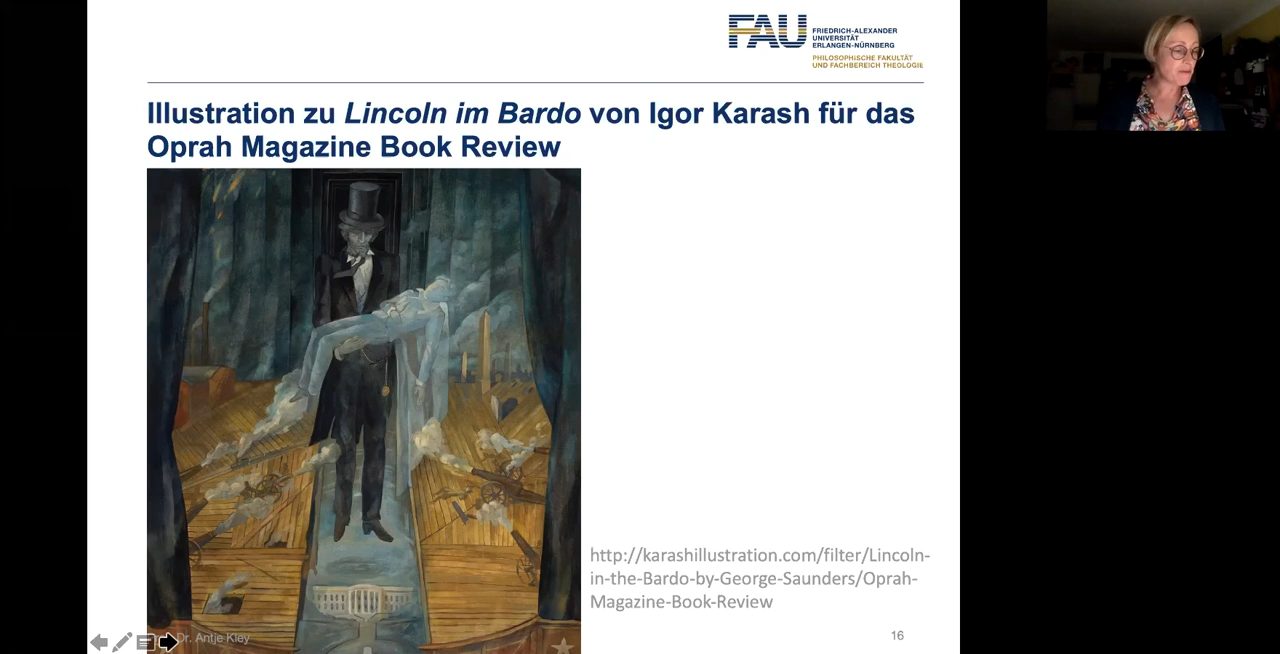 FAU
FRIEDRICH-ALEXANDER
UNIVERSITÄT
ERLANGEN-NÜRNBERG
PHILOSOPHISCHE FAKULTÄT
UND FACHBEREICH THEOLOGIE
Illustration zu Lincoln im Bardo von Igor Karash für das
Oprah Magazine Book Review
http://karashillustration.com/filter/Lincoln-
in-the-Bardo-by-George-Saunders/Oprah-
Magazine-Book-Review
Dr. Antje Kley
16